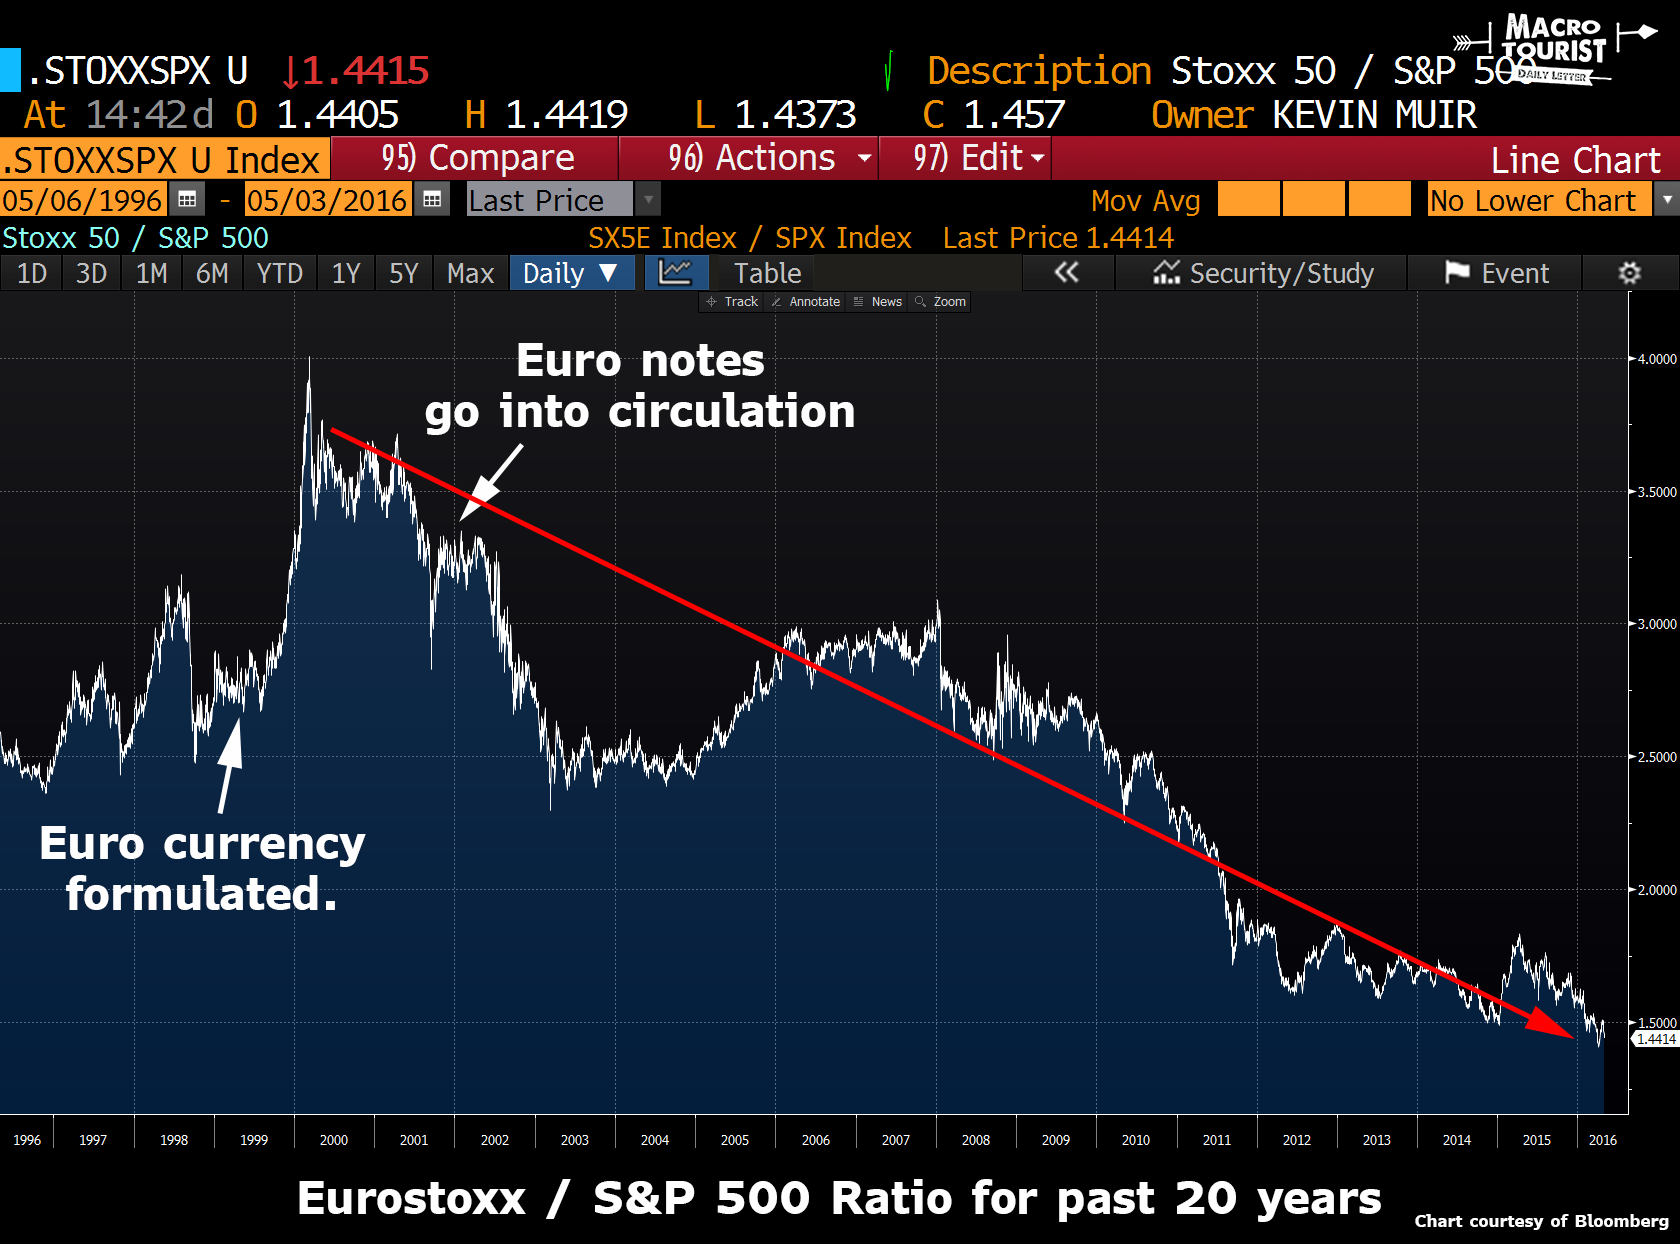 MACRO
TOURIST
DAILY LETTER
.STOXXSPX U ↓1.4415 Description Stoxx 50 / S&P 500
At 14:42 d O 1.4405 H 1.4419 L 1.4373 C 1.457 Owner KEVIN MUIR
.STOXXSPX U Index 95) Compare 96) Actions 97) Edit Line Chart
05/06/1996 - 05/03/2016 Last Price Mov Avg No Lower Chart
Stoxx 50 / S&P 500 SX5E Index / SPX Index Last Price 1.4414
1D 3D 1M 6M YTD 1Y 5Y Max Daily ▼ Table « Security/Study Event
Track Annotate News Zoom
Euro notes
go into circulation
Euro currency
formulated.
4.0000
3.5000
3.0000
2.5000
2.0000
1.5000
1.4414
1996 1997 1998 1999 2000 2001 2002 2003 2004 2005 2006 2007 2008 2009 2010 2011 2012 2013 2014 2015 2016
Eurostoxx / S&P 500 Ratio for past 20 years
Chart courtesy of Bloomberg